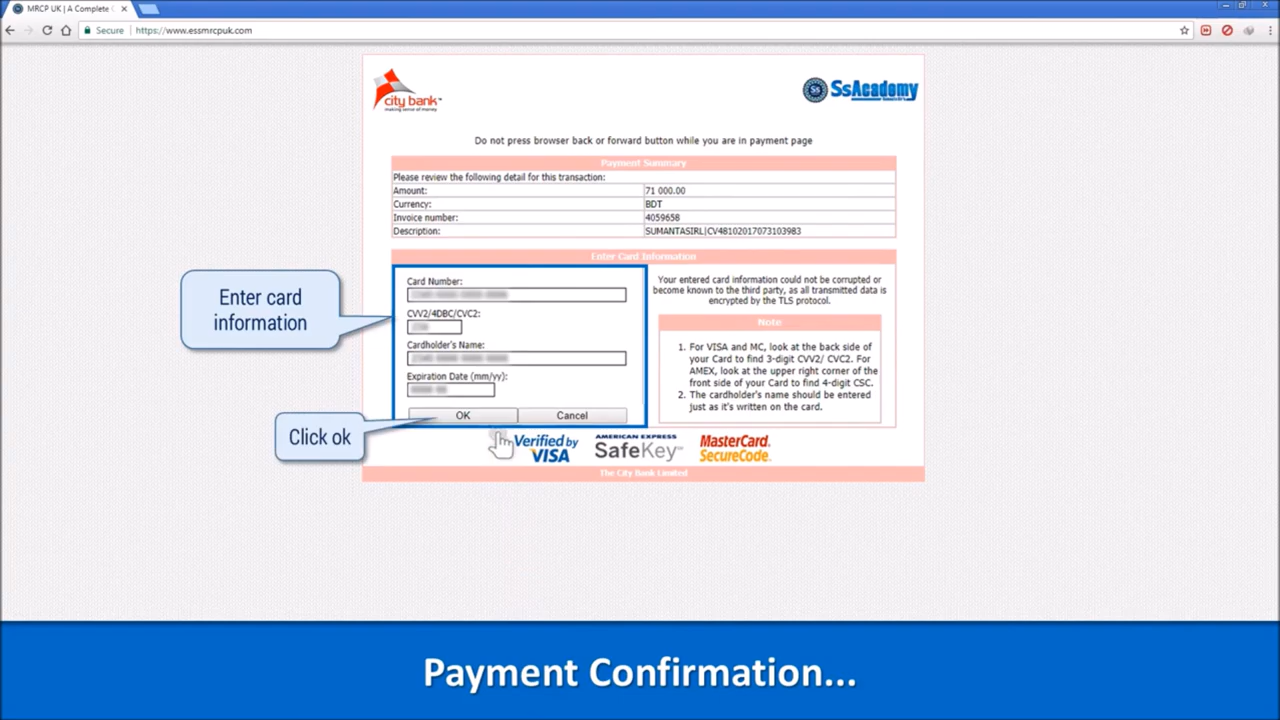 MRCP UK | A Complete
Secure
https://www.essmrcpuk.com
city bank
making sense of money
SsAcademy
Do not press browser back or forward button while you are in payment page
Payment Summary
Please review the following detail for this transaction:
Amount: 71 000.00
Currency: BDT
Invoice number: 4059658
Description: SUMANTASIRL|CV48102017073103983
Enter Card Information
Card Number:
CVV2/4DBC/CVC2:
Cardholder's Name:
Expiration Date (mm/yy):
OK Cancel
Your entered card information could not be corrupted or
become known to the third party, as all transmitted data is
encrypted by the TLS protocol.
Note
1. For VISA and MC, look at the back side of
your Card to find 3-digit CVV2/ CVC2. For
AMEX, look at the upper right corner of the
front side of your Card to find 4-digit CSC.
2. The cardholder's name should be entered
just as it's written on the card.
Enter card
information
Click ok
Verified by
VISA
AMERICAN EXPRESS
SafeKey
MasterCard.
SecureCode.
The City Bank Limited
Payment Confirmation...